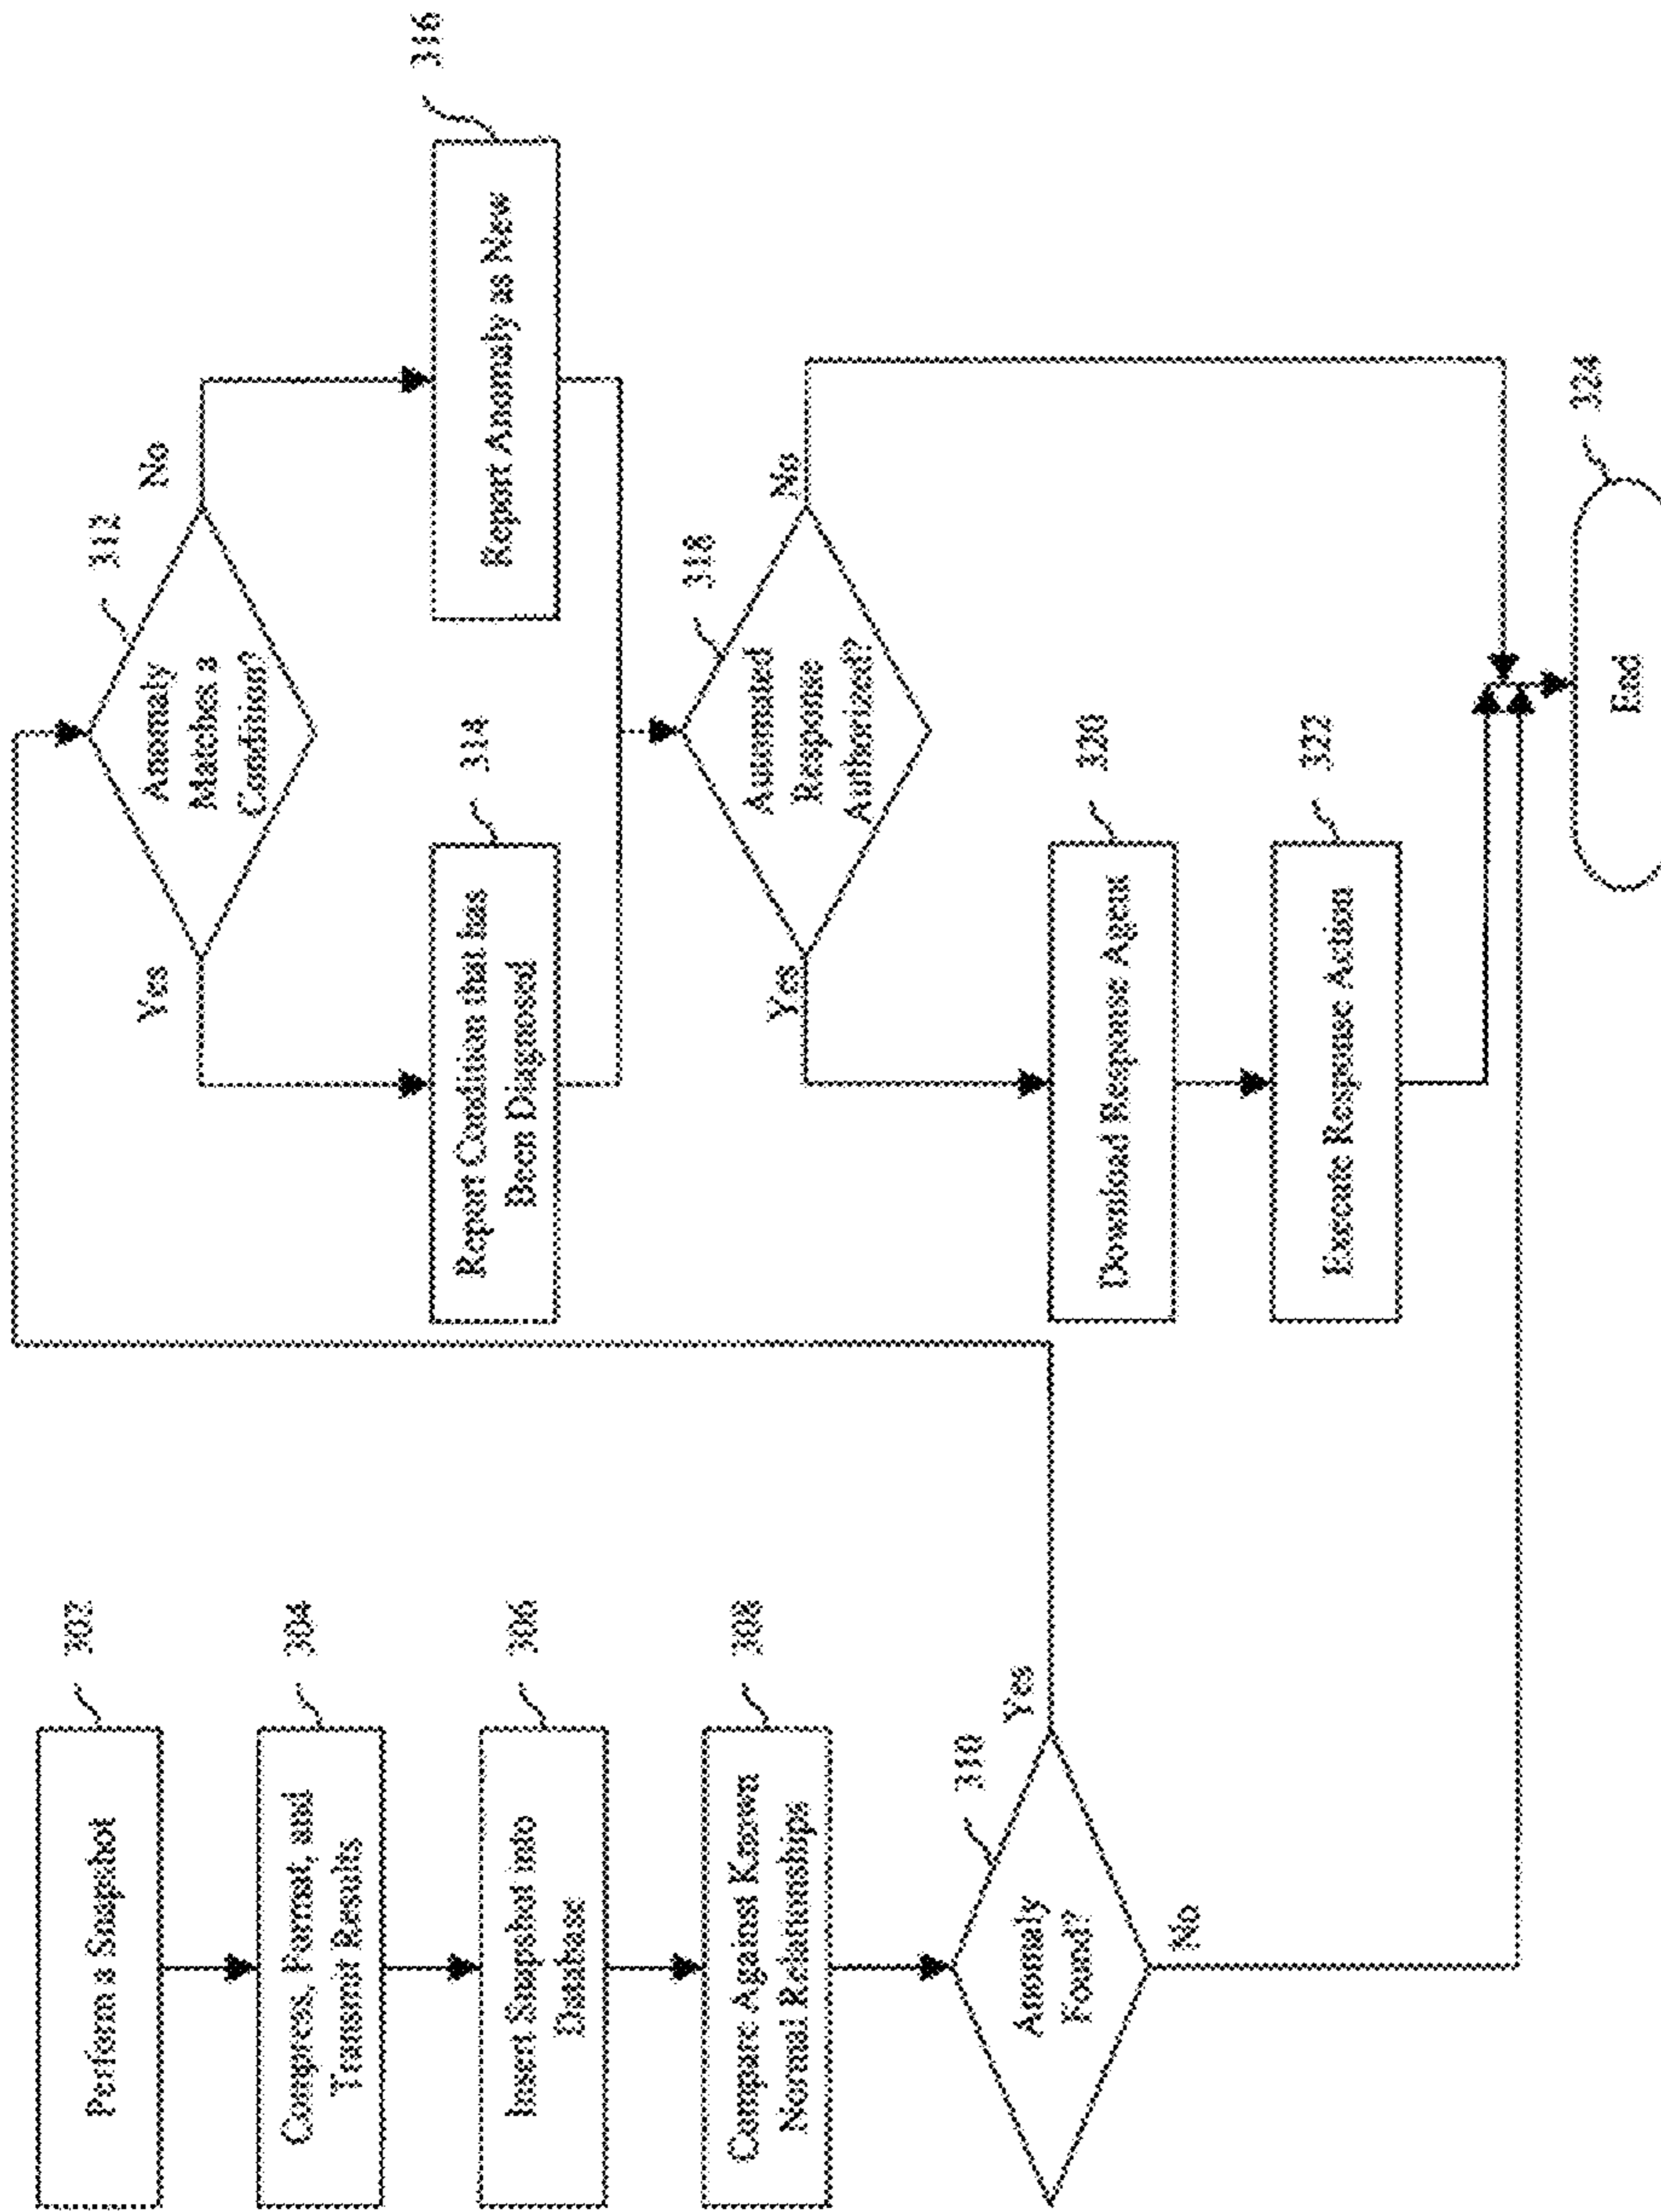 Perform a Snapshot
302
Compress, Format, and
Transmit Results
304
Insert Snapshot into
Database
306
Compare Against Known
Normal Relationships
308
Anomaly
Found?
310
Yes
No
Anomaly
Matches a
Condition?
312
Yes
No
Report Condition that has
Been Diagnosed
314
Report Anomaly as New
316
Automated
Response
Authorized?
318
Yes
No
Download Response Agent
320
Execute Response Action
322
End
324